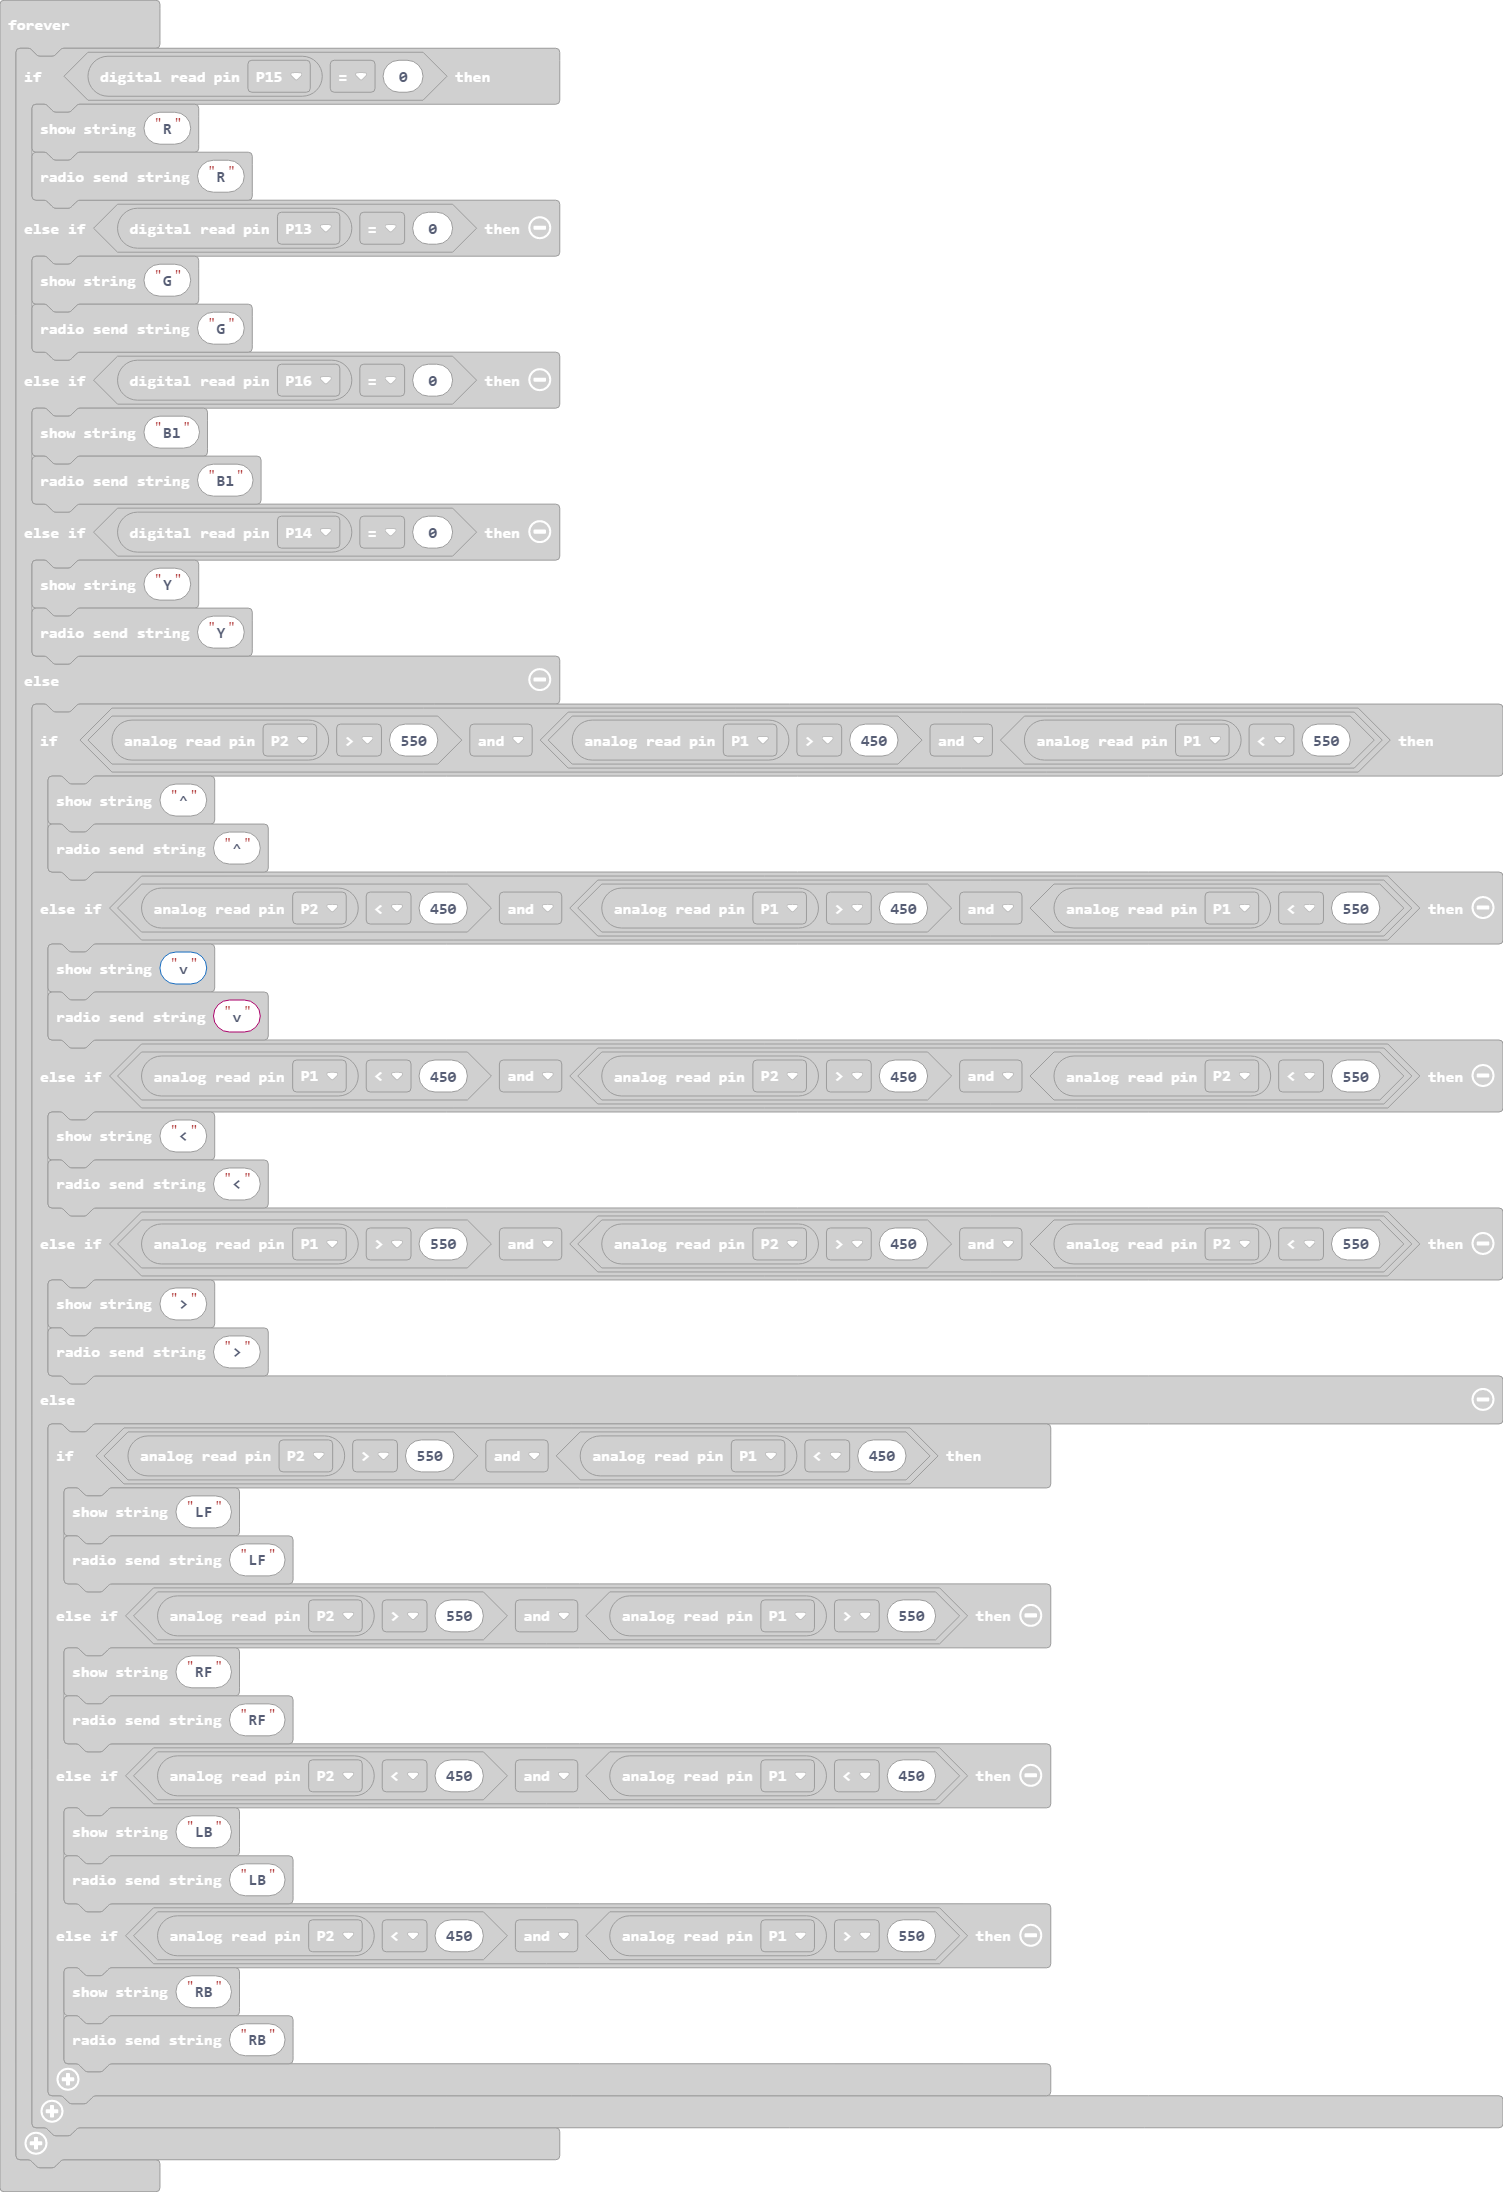 forever
if digital read pin P15 = 0 then
show string "R"
radio send string "R"
else if digital read pin P13 = 0 then
show string "G"
radio send string "G"
else if digital read pin P16 = 0 then
show string "Bl"
radio send string "Bl"
else if digital read pin P14 = 0 then
show string "Y"
radio send string "Y"
else
if analog read pin P2 > 550 and analog read pin P1 > 450 and analog read pin P1 < 550 then
show string "^"
radio send string "^"
else if analog read pin P2 < 450 and analog read pin P1 > 450 and analog read pin P1 < 550 then
show string "v"
radio send string "v"
else if analog read pin P1 < 450 and analog read pin P2 > 450 and analog read pin P2 < 550 then
show string "<"
radio send string "<"
else if analog read pin P1 > 550 and analog read pin P2 > 450 and analog read pin P2 < 550 then
show string ">"
radio send string ">"
else
if analog read pin P2 > 550 and analog read pin P1 < 450 then
show string "LF"
radio send string "LF"
else if analog read pin P2 > 550 and analog read pin P1 > 550 then
show string "RF"
radio send string "RF"
else if analog read pin P2 < 450 and analog read pin P1 < 450 then
show string "LB"
radio send string "LB"
else if analog read pin P2 < 450 and analog read pin P1 > 550 then
show string "RB"
radio send string "RB"